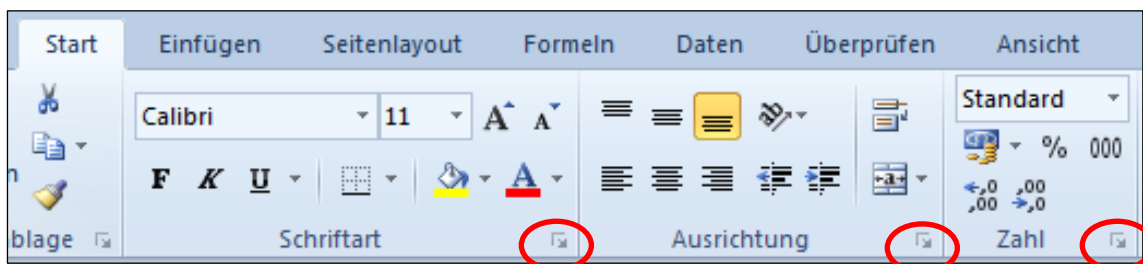 Start Einfügen Seitenlayout Formeln Daten Überprüfen Ansicht
Calibri 11 A A Standard
% 000
F K U A a ,0 ,00
,00 ,0
blage Schriftart Ausrichtung Zahl